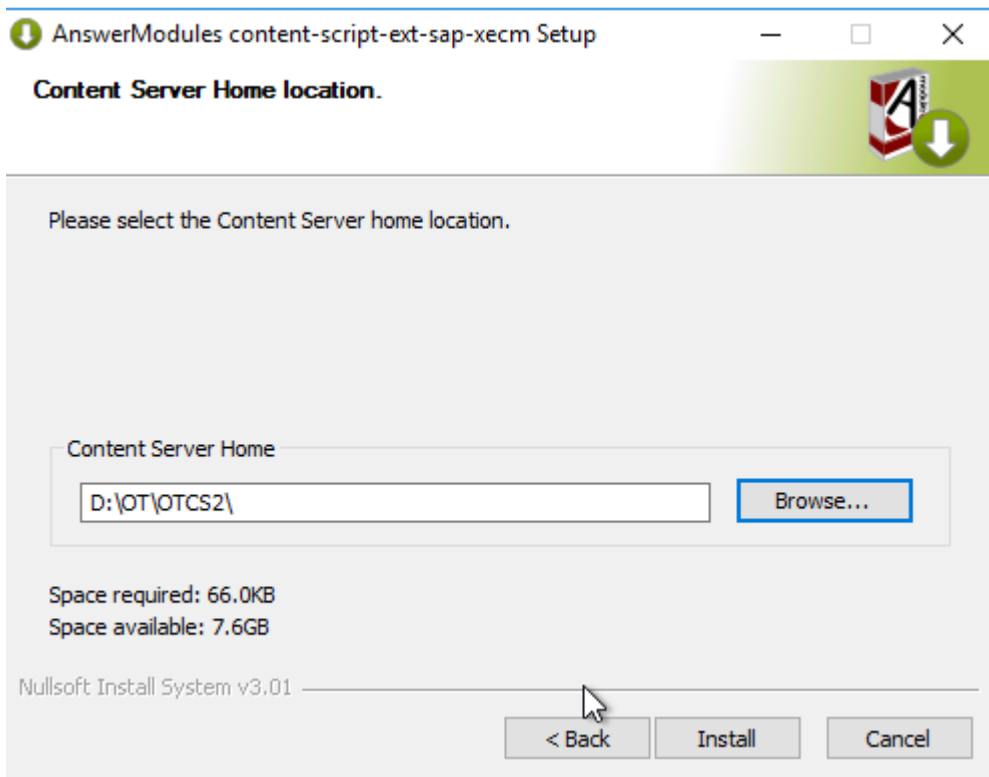 AnswerModules content-script-ext-sap-xecm Setup
Content Server Home location.
Please select the Content Server home location.
Content Server Home
D:\OT\OTCS2\
Browse...
Space required: 66.0KB
Space available: 7.6GB
Nullsoft Install System v3.01
< Back
Install
Cancel